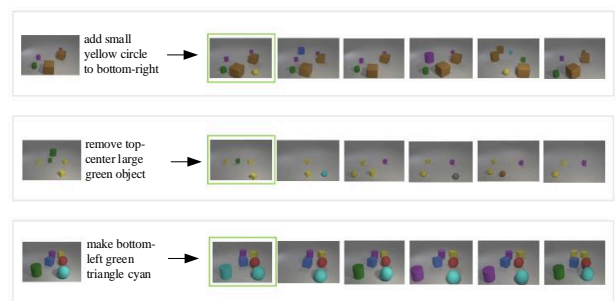 add small
yellow circle
to bottom-right
remove top-
center large
green object
make bottom-
left green
triangle cyan